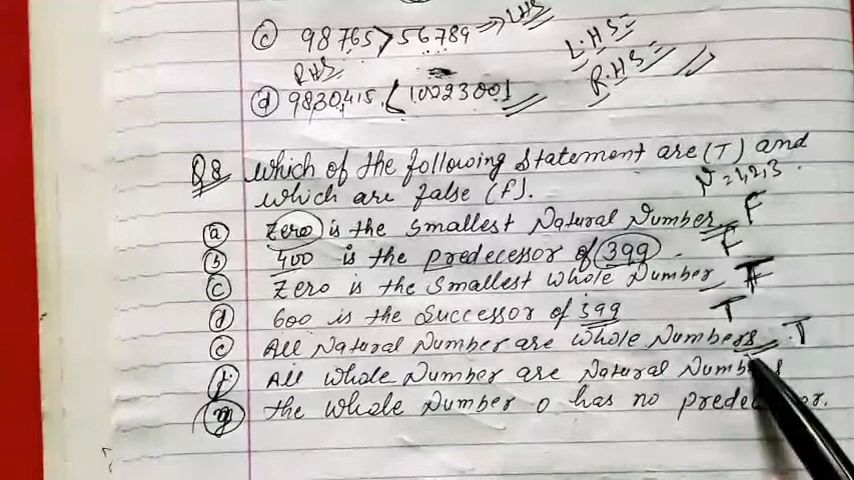 c 98765 > 56789 ⇒ LHS
L.H.S
RHS
R.H.S
d 9830415 < 10023001
Q8 Which of the following Statement are (T) and
which are false (F).
N = 1,2,3
a Zero is the Smallest Natural Number F
b 400 is the predecessor of 399 . F
c Zero is the Smallest whole Number T
d 600 is the Successor of 599 T
e All Natural Number are whole Numbers . T
f All whole Number are Natural
g the whole Number 0 has no